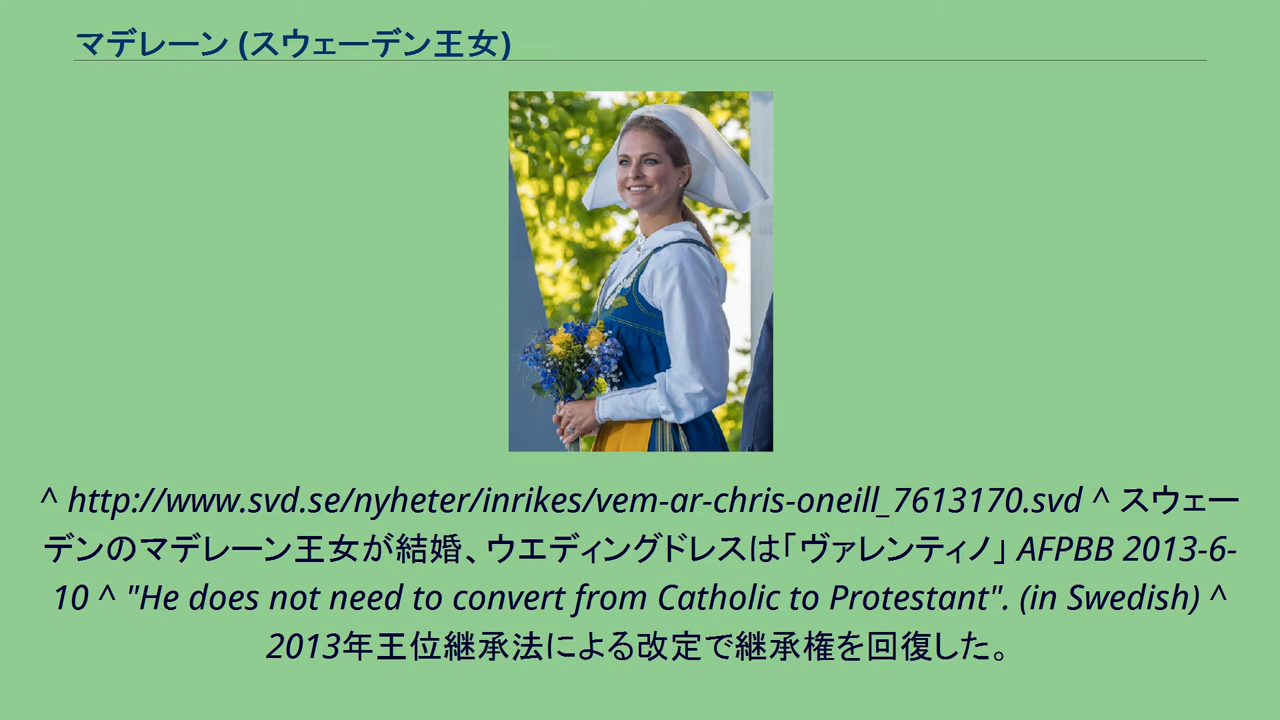 マデレーン (スウェーデン王女)
^ http://www.svd.se/nyheter/inrikes/vem-ar-chris-oneill_7613170.svd ^ スウェー
デンのマデレーン王女が結婚、ウエディングドレスは「ヴァレンティノ」 AFPBB 2013-6-
10 ^ "He does not need to convert from Catholic to Protestant". (in Swedish) ^
2013年王位継承法による改定で継承権を回復した。